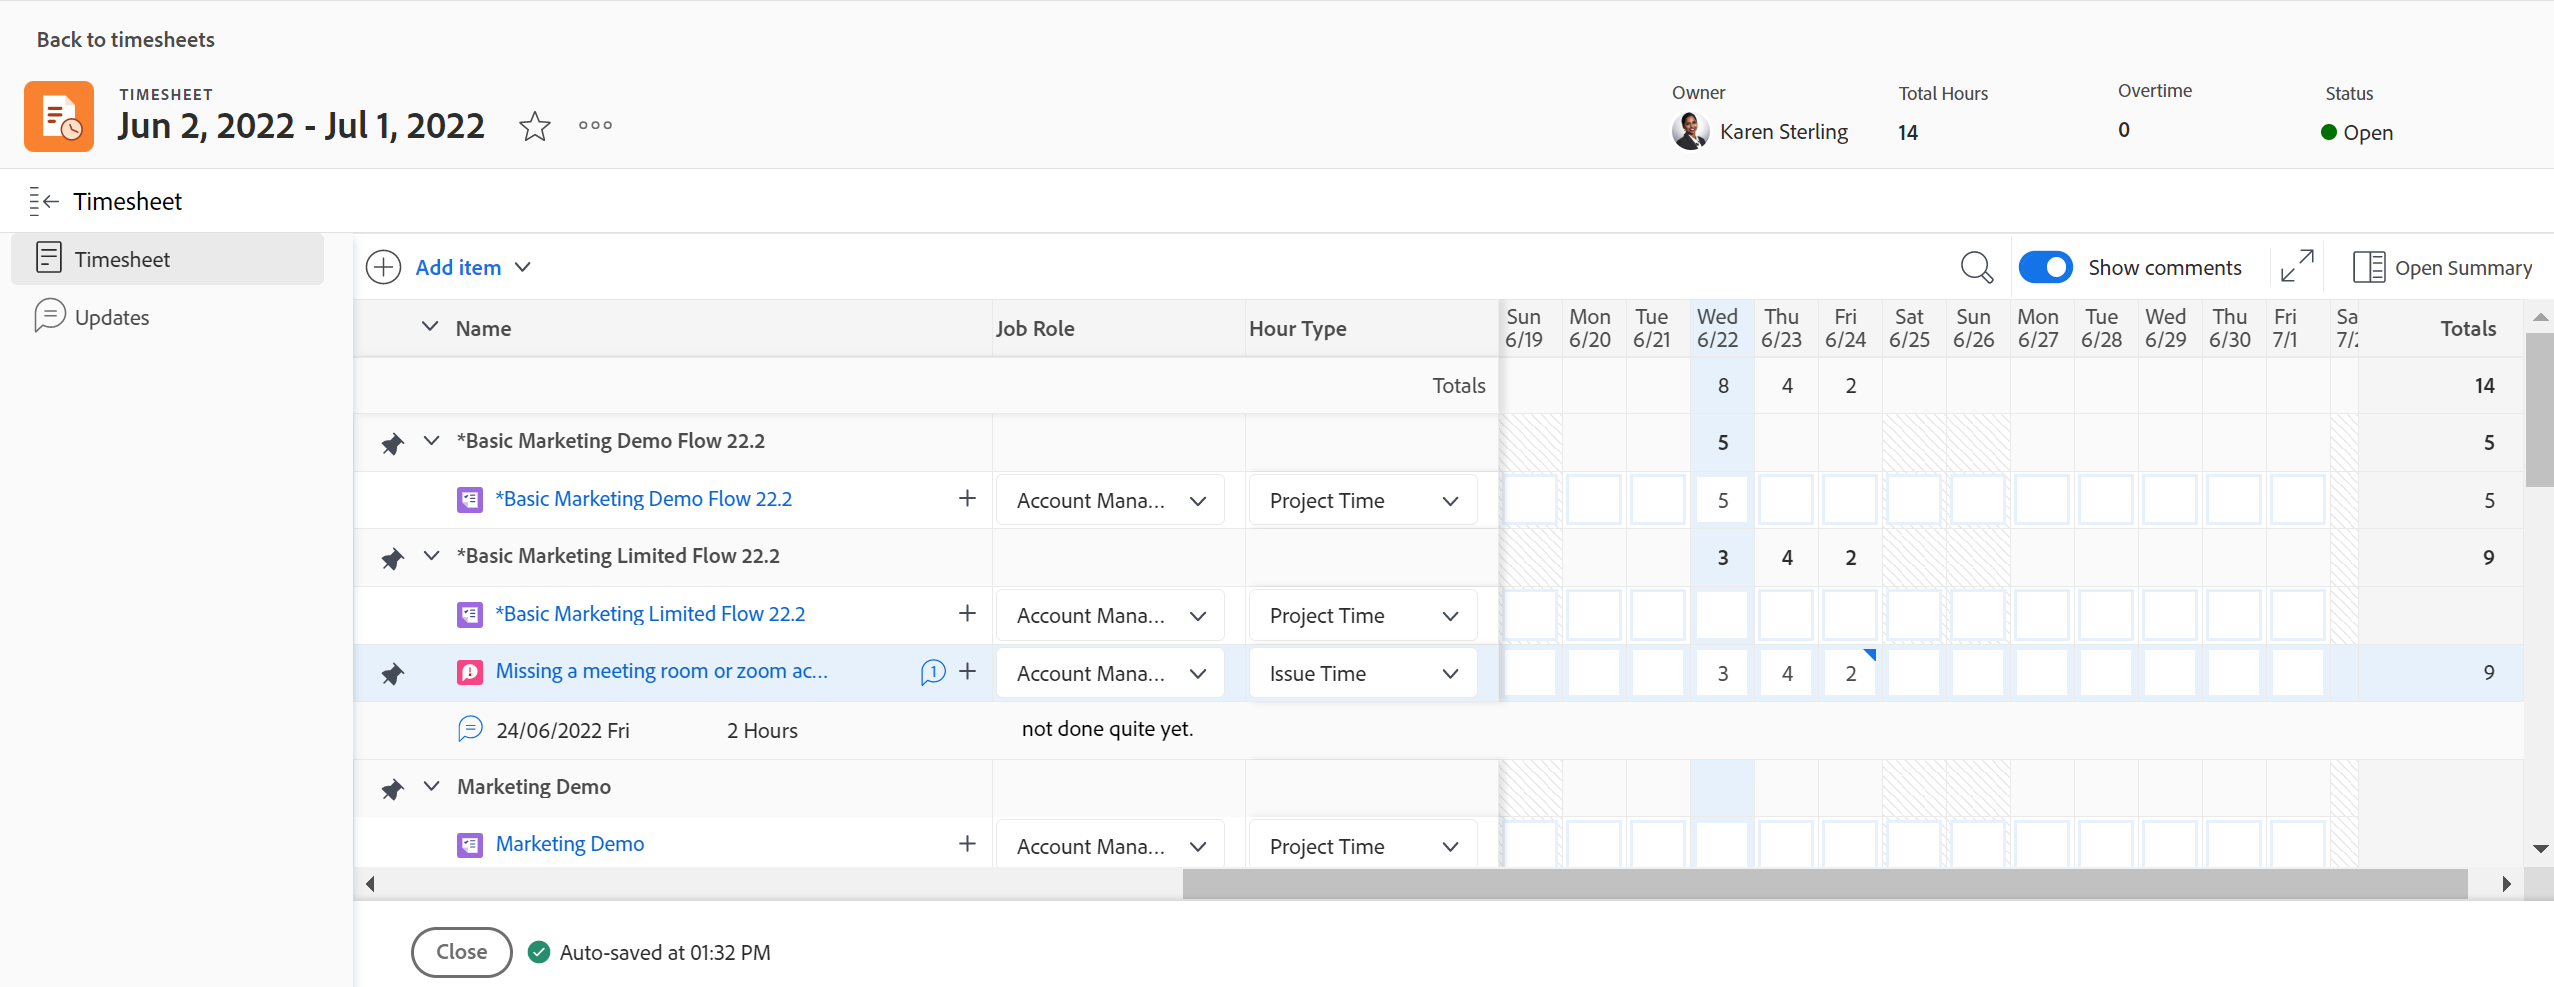 Back to timesheets
TIMESHEET
Jun 2, 2022 - Jul 1, 2022
Owner
Karen Sterling
Total Hours
14
Overtime
0
Status
Open
Timesheet
Timesheet
Updates
Add item
Show comments
Open Summary
Name Job Role Hour Type Sun 6/19 Mon 6/20 Tue 6/21 Wed 6/22 Thu 6/23 Fri 6/24 Sat 6/25 Sun 6/26 Mon 6/27 Tue 6/28 Wed 6/29 Thu 6/30 Fri 7/1 Sa 7/2 Totals
Totals 8 4 2 14
*Basic Marketing Demo Flow 22.2 5 5
*Basic Marketing Demo Flow 22.2 Account Mana... Project Time 5 5
*Basic Marketing Limited Flow 22.2 3 4 2 9
*Basic Marketing Limited Flow 22.2 Account Mana... Project Time
Missing a meeting room or zoom ac... 1 Account Mana... Issue Time 3 4 2 9
24/06/2022 Fri 2 Hours not done quite yet.
Marketing Demo
Marketing Demo Account Mana... Project Time
Close
Auto-saved at 01:32 PM